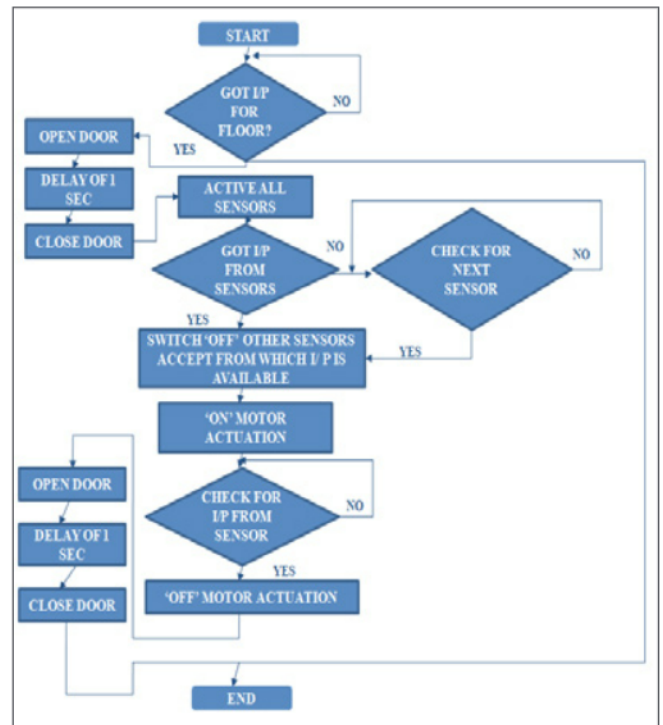 START
GOT I/P
FOR
FLOOR?
NO
YES
OPEN DOOR
DELAY OF 1
SEC
CLOSE DOOR
ACTIVE ALL
SENSORS
GOT I/P
FROM
SENSORS
NO
CHECK FOR
NEXT
SENSOR
NO
YES
YES
SWITCH 'OFF' OTHER SENSORS
ACCEPT FROM WHICH I/ P IS
AVAILABLE
'ON' MOTOR
ACTUATION
CHECK FOR
I/P FROM
SENSOR
NO
YES
'OFF' MOTOR ACTUATION
OPEN DOOR
DELAY OF 1
SEC
CLOSE DOOR
END